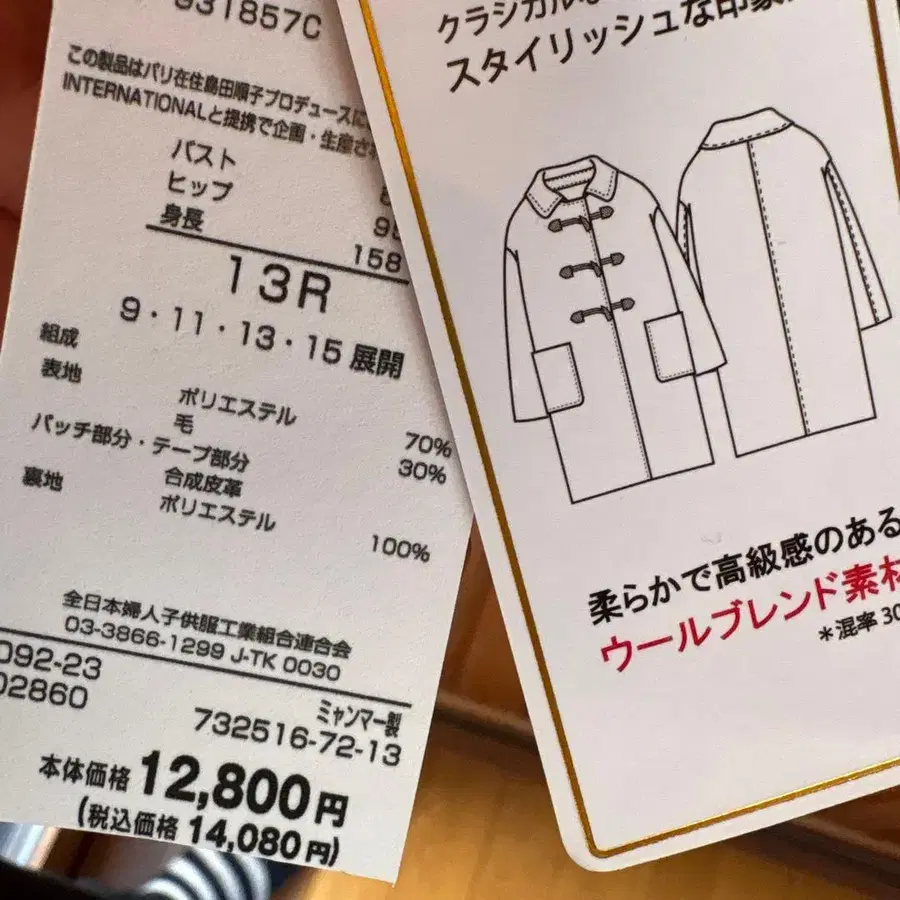 931857C
この製品はパリ在住島田順子プロデュースに
INTERNATIONALと提携で企画・生産さ
バスト
ヒップ
身長 158
13R
9・11・13・15 展開
組成
表地
ポリエステル 70%
毛 30%
パッチ部分・テープ部分
合成皮革
裏地
ポリエステル 100%
全日本婦人子供服工業組合連合会
03-3866-1299 J-TK 0030
092-23
02860
ミャンマー製
732516-72-13
本体価格 12,800円
(税込価格 14,080円)
クラシカル
スタイリッシュな印象
柔らかで高級感のある
ウールブレンド素材
*混率 30